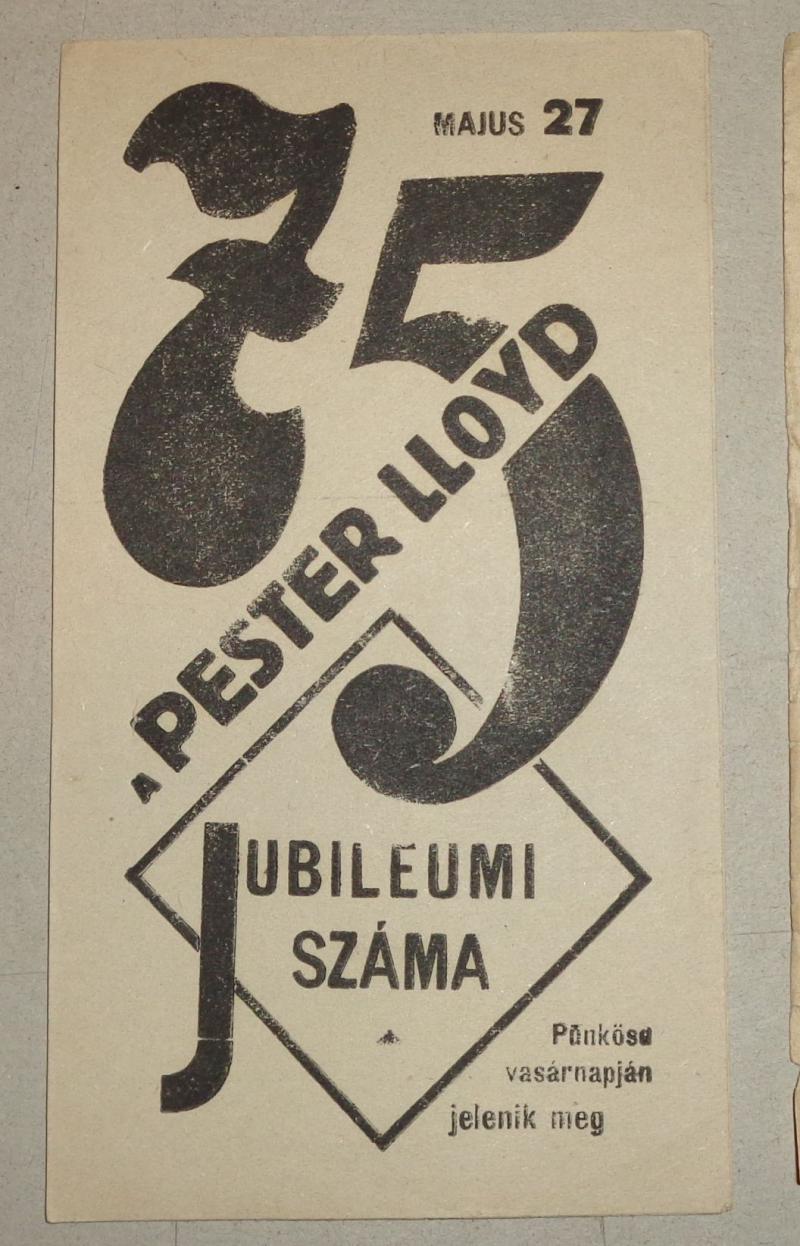 MAJUS 27
75
A PESTER LLOYD
JUBILEUMI
SZÁMA
Pünkösd
vasárnapján
jelenik meg